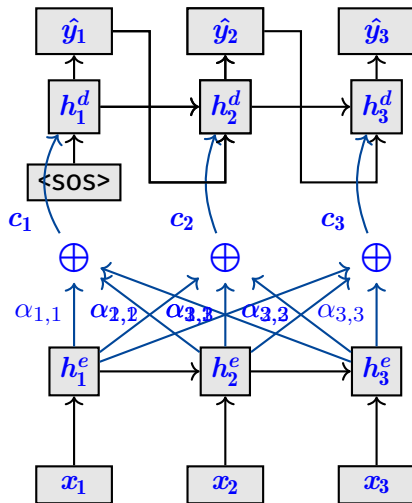 ŷ₁ ŷ₂ ŷ₃
h₁ᵈ h₂ᵈ h₃ᵈ
<sos>
c₁ c₂ c₃
⊕ ⊕ ⊕
α₁,₁ α₃,₃
h₁ᵉ h₂ᵉ h₃ᵉ
x₁ x₂ x₃